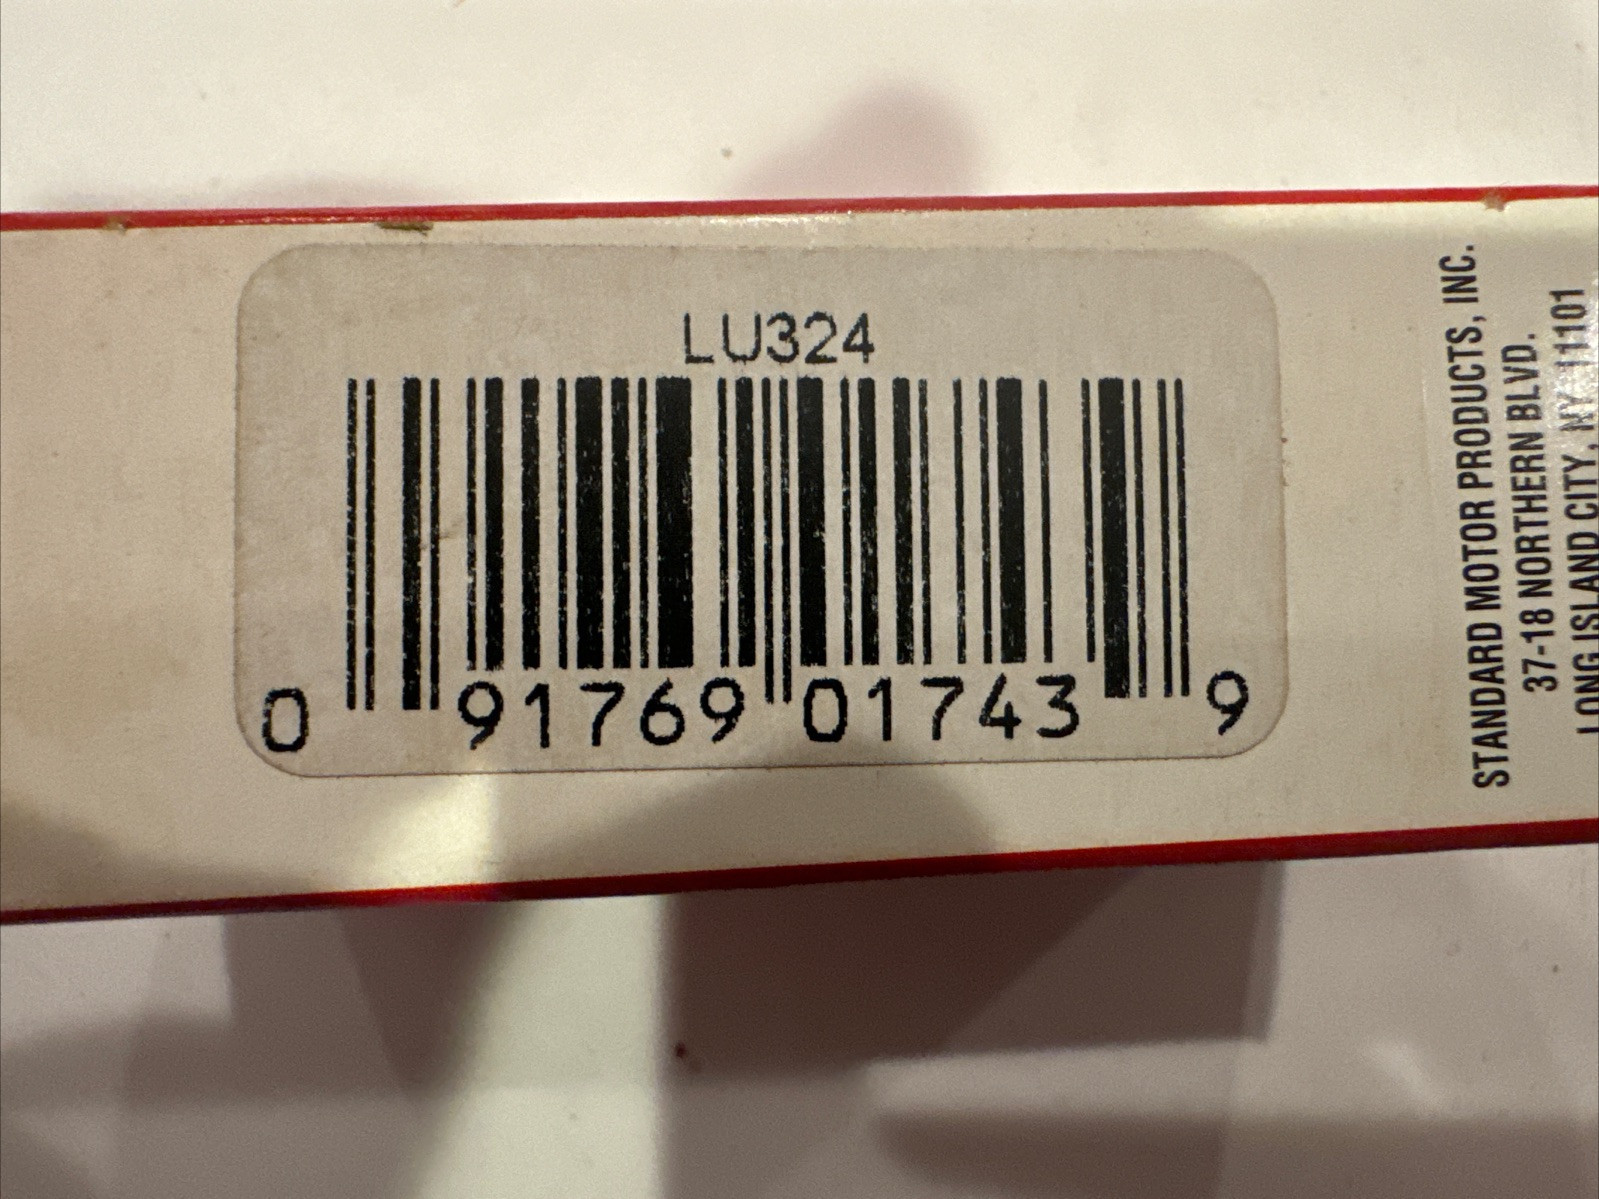 LU324
0 91769 01743 9
STANDARD MOTOR PRODUCTS, INC.
37-18 NORTHERN BLVD.
LONG ISLAND CITY, NY 11101